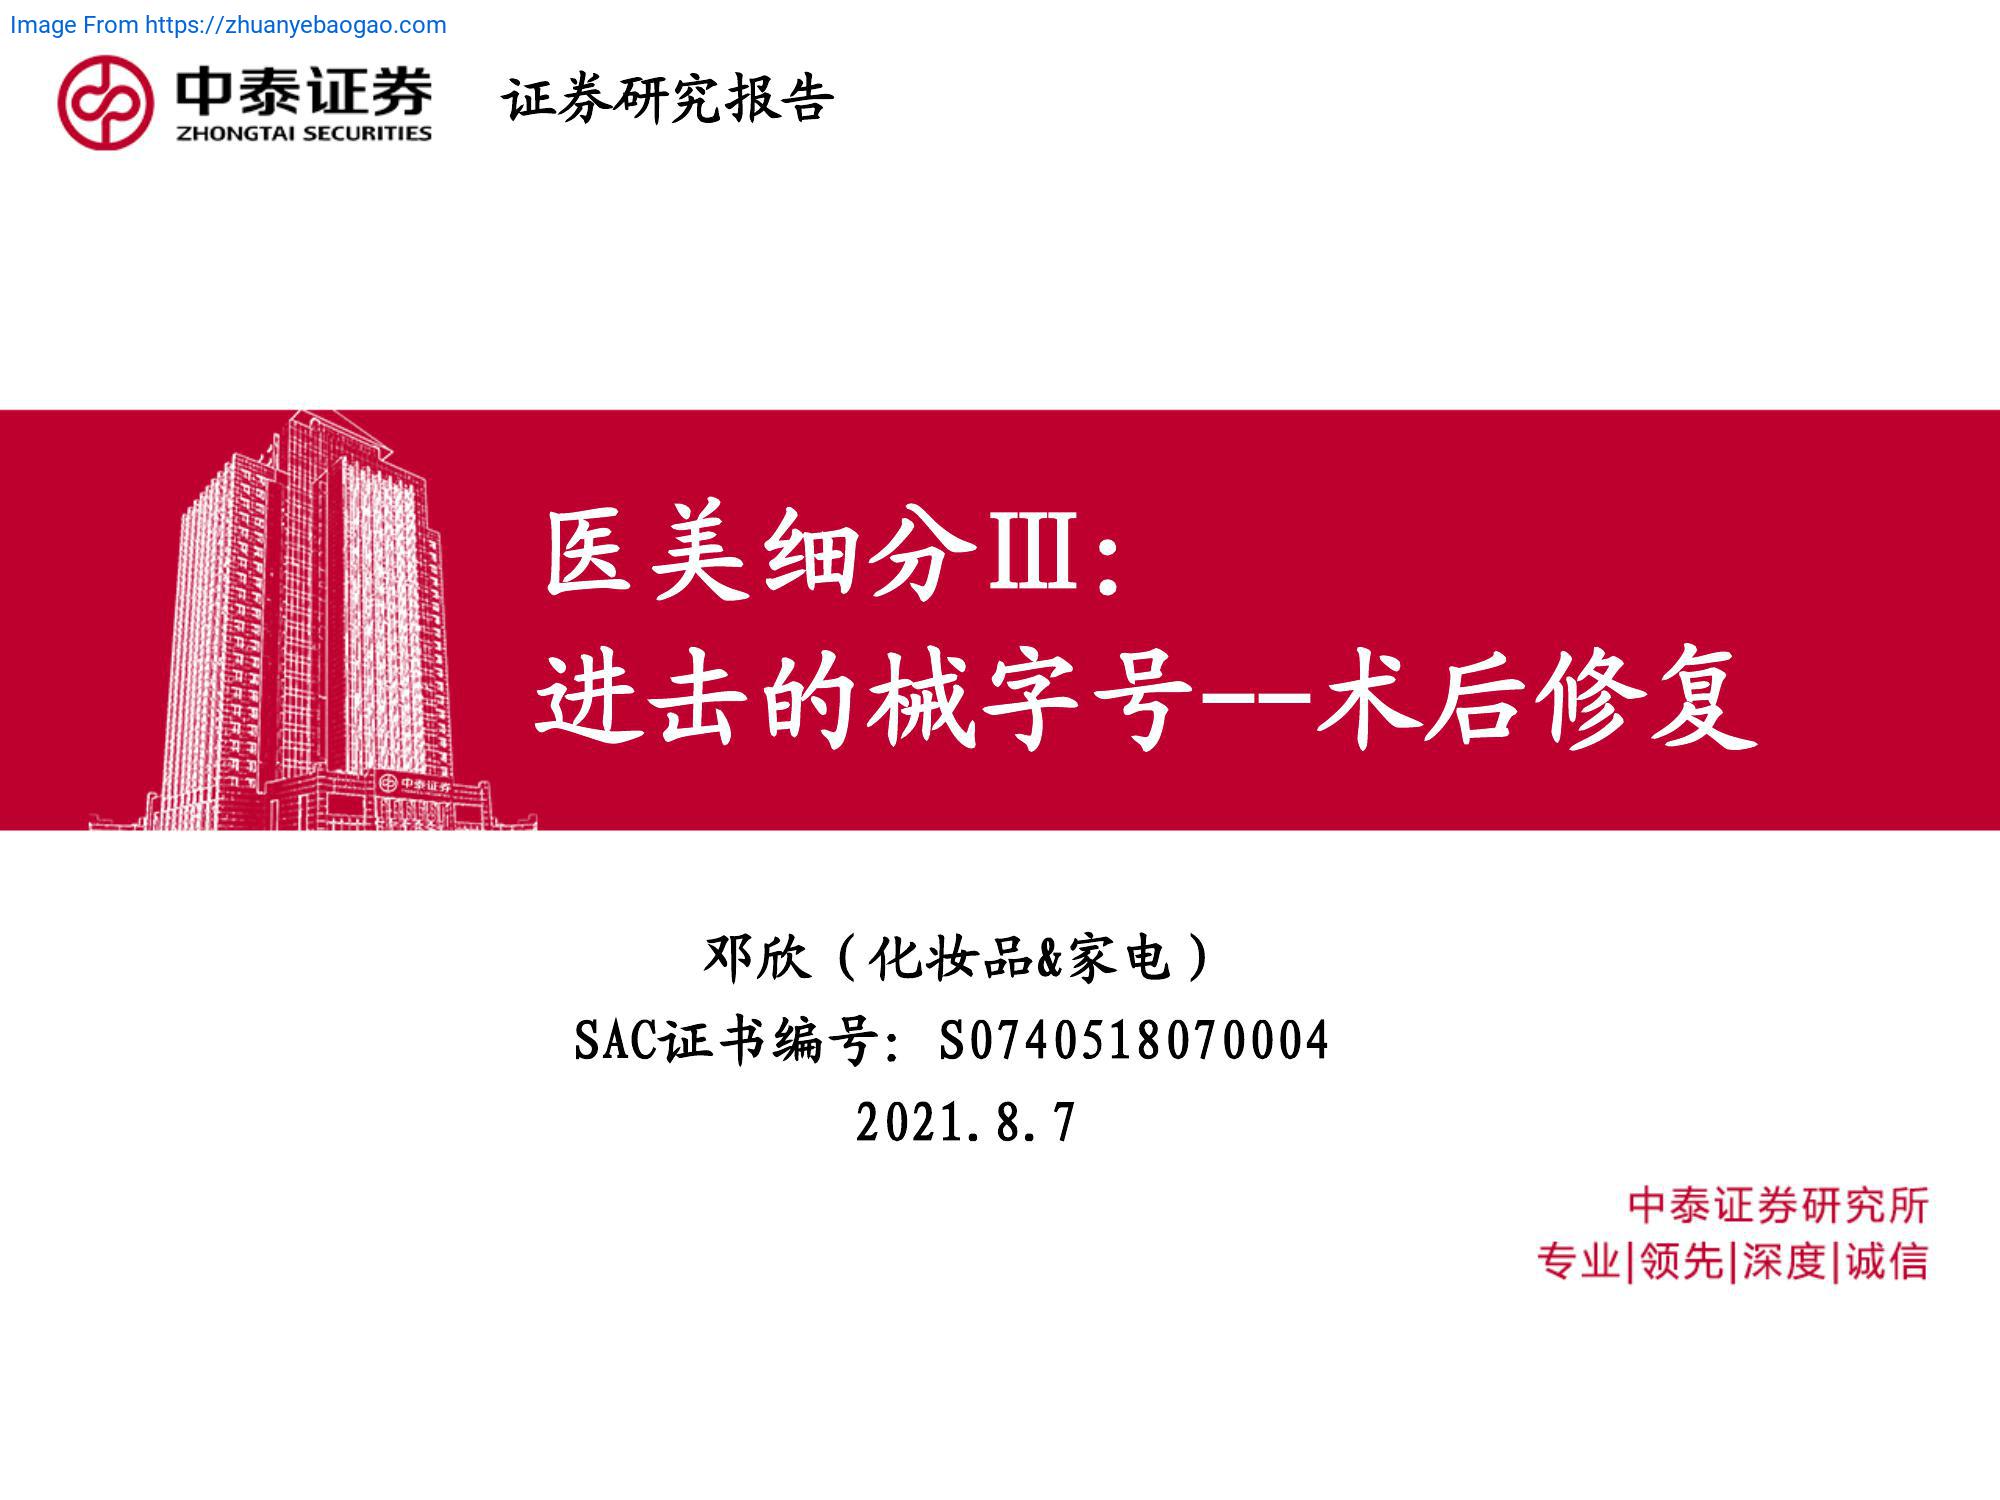 Image From https://zhuanyebaogao.com
中泰证券
ZHONGTAI SECURITIES
证券研究报告
医美细分Ⅲ：
进击的械字号--术后修复
中泰证券
邓欣（化妆品&家电）
SAC证书编号：S0740518070004
2021.8.7
中泰证券研究所
专业|领先|深度|诚信